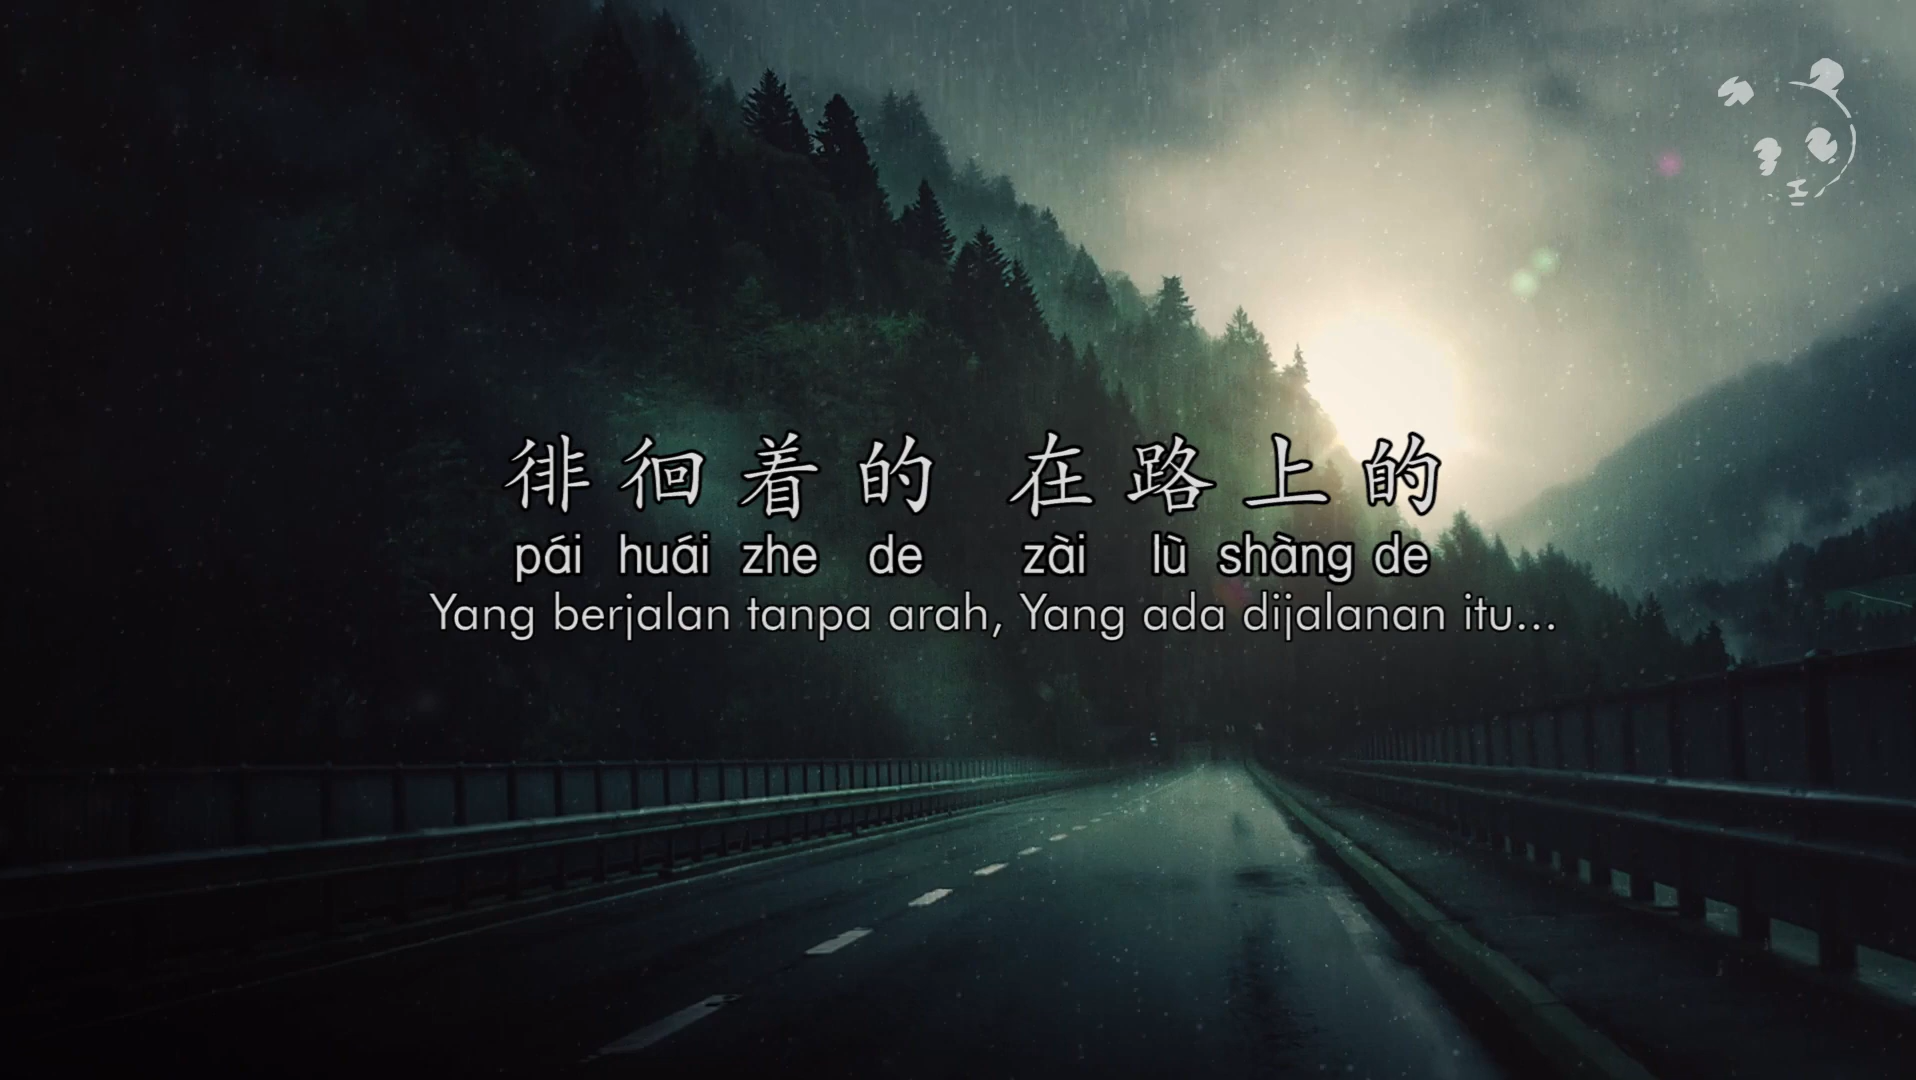 徘徊着的 在路上的
pái huái zhe de zài lù shàng de
Yang berjalan tanpa arah, Yang ada dijalanan itu...